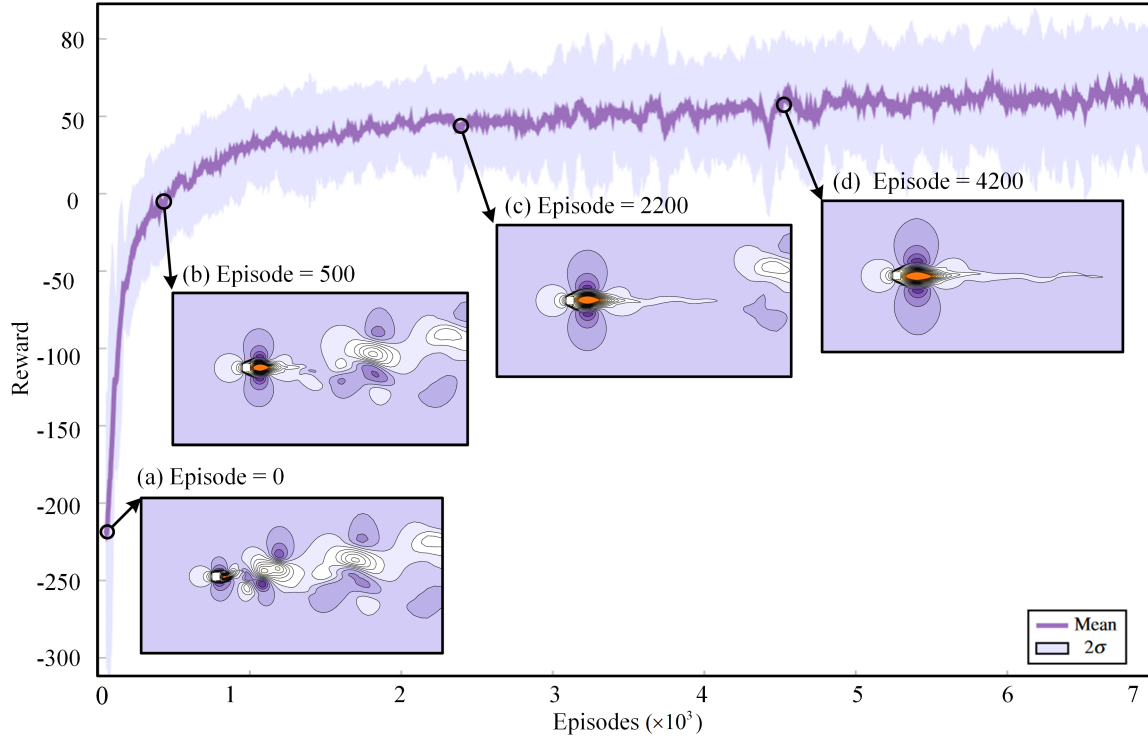 80
50
0
-50
-100
-150
-200
-250
-300
Reward
(a) Episode = 0
(b) Episode = 500
(c) Episode = 2200
(d) Episode = 4200
Mean
2σ
0 1 2 3 4 5 6 7
Episodes (×10³)